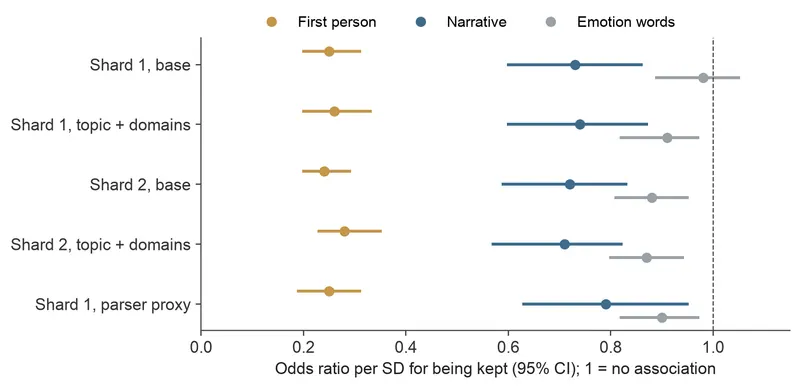 First person Narrative Emotion words
Shard 1, base
Shard 1, topic + domains
Shard 2, base
Shard 2, topic + domains
Shard 1, parser proxy
0.0 0.2 0.4 0.6 0.8 1.0
Odds ratio per SD for being kept (95% CI); 1 = no association